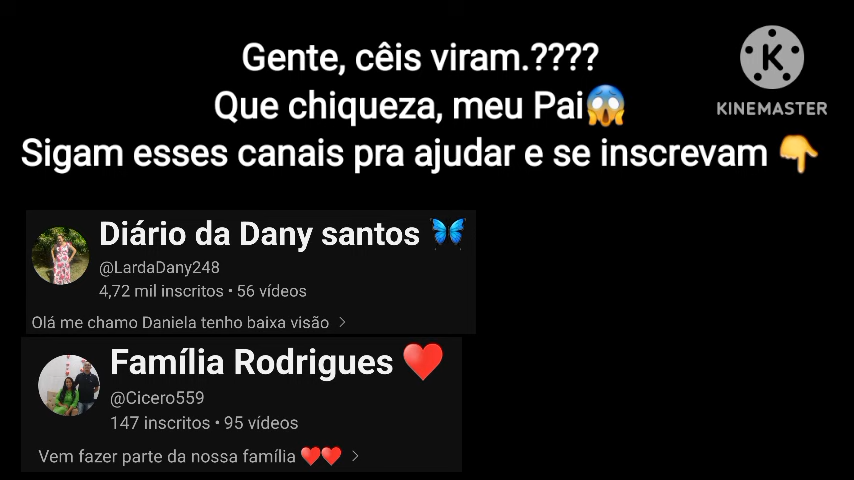 Gente, cêis viram.????
Que chiqueza, meu Pai😱
Sigam esses canais pra ajudar e se inscrevam 👇
KINEMASTER
Diário da Dany santos 🦋
@LardaDany248
4,72 mil inscritos • 56 vídeos
Olá me chamo Daniela tenho baixa visão >
Família Rodrigues ❤️
@Cicero559
147 inscritos • 95 vídeos
Vem fazer parte da nossa família ❤️❤️ >